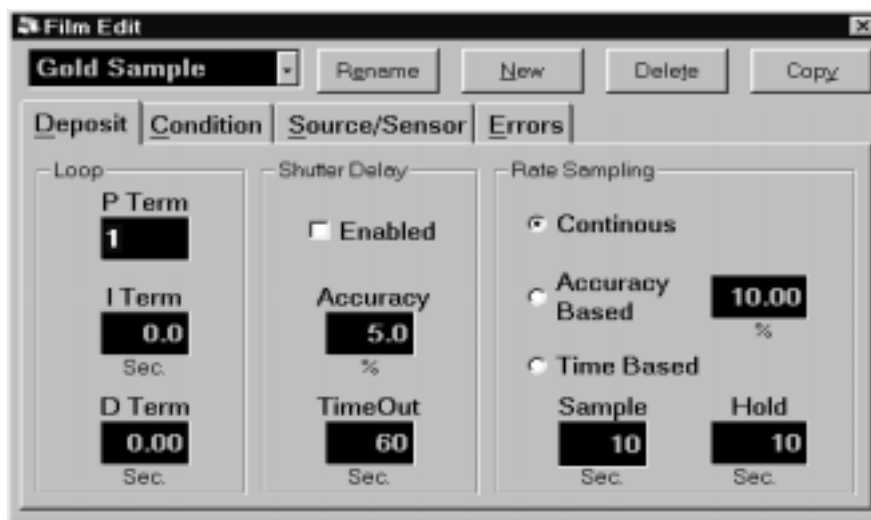 Film Edit
Gold Sample Rename New Delete Copy
Deposit Condition Source/Sensor Errors
Loop
P Term
1
I Term
0.0
Sec.
D Term
0.00
Sec.
Shutter Delay
Enabled
Accuracy
5.0
%
TimeOut
60
Sec.
Rate Sampling
Continous
Accuracy
Based
10.00
%
Time Based
Sample
10
Sec.
Hold
10
Sec.